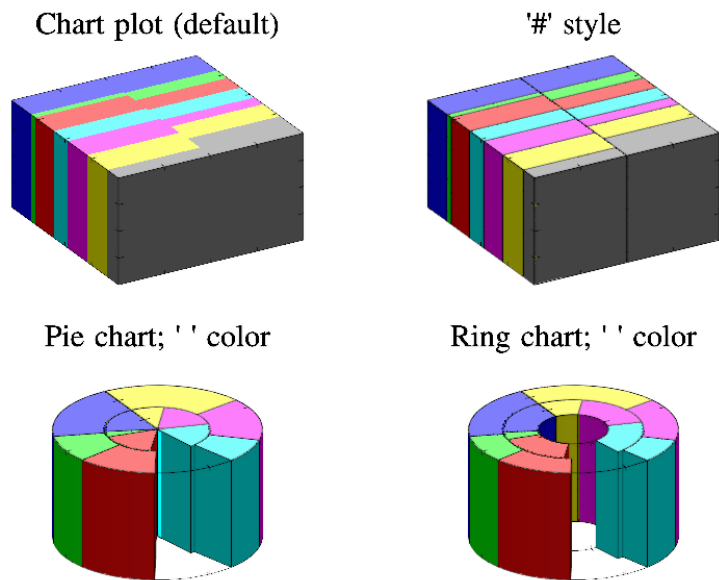 Chart plot (default)
'#' style
Pie chart; ' ' color
Ring chart; ' ' color